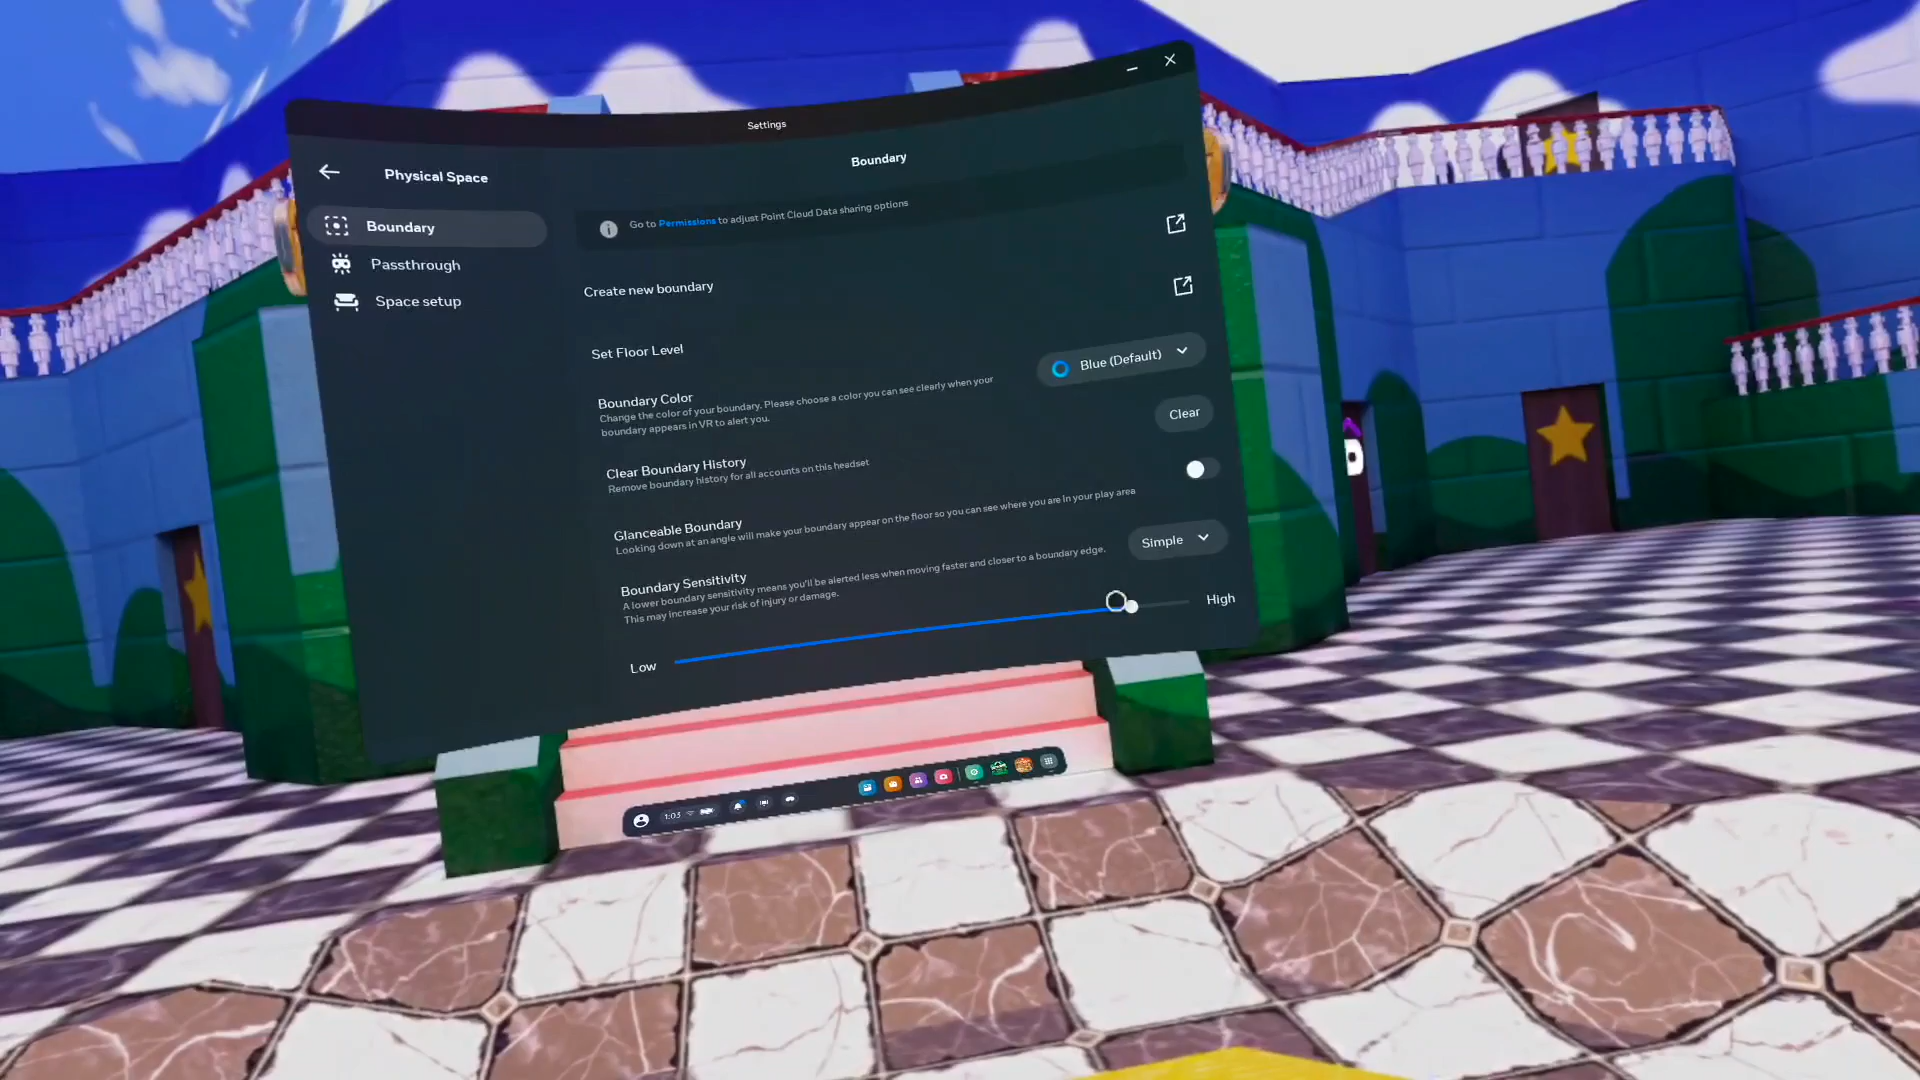 Settings
Physical Space
Boundary
Passthrough
Space setup
Boundary
Go to Permissions to adjust Point Cloud Data sharing options
Create new boundary
Set Floor Level
Boundary Color
Change the color of your boundary. Please choose a color you can see clearly when your
boundary appears in VR to alert you.
Blue (Default)
Clear Boundary History
Remove boundary history for all accounts on this headset
Clear
Glanceable Boundary
Looking down at an angle will make your boundary appear on the floor so you can see where you are in your play area
Boundary Sensitivity
A lower boundary sensitivity means you'll be alerted less when moving faster and closer to a boundary edge.
This may increase your risk of injury or damage.
Simple
Low
High
1:03